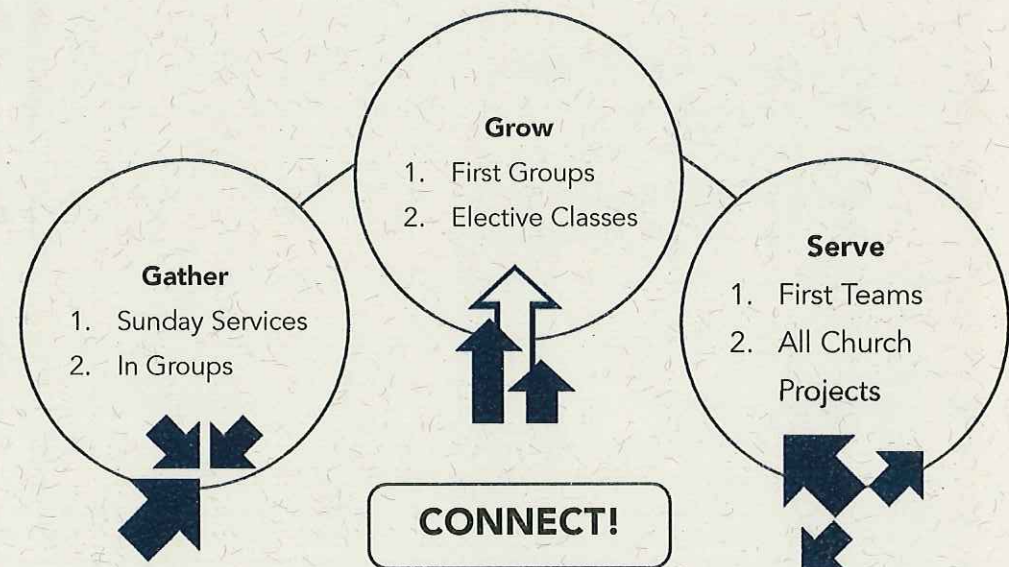 Gather
1. Sunday Services
2. In Groups
Grow
1. First Groups
2. Elective Classes
Serve
1. First Teams
2. All Church
Projects
CONNECT!